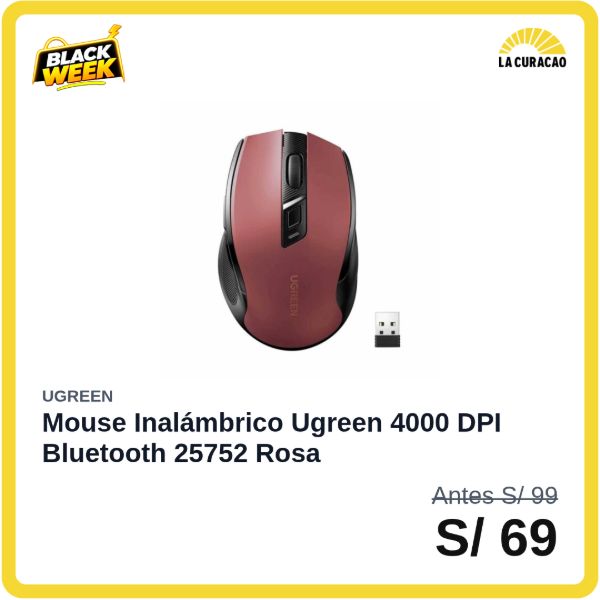 BLACK
WEEK
LA CURACAO
UGREEN
UGREEN
Mouse Inalámbrico Ugreen 4000 DPI
Bluetooth 25752 Rosa
Antes S/ 99
S/ 69